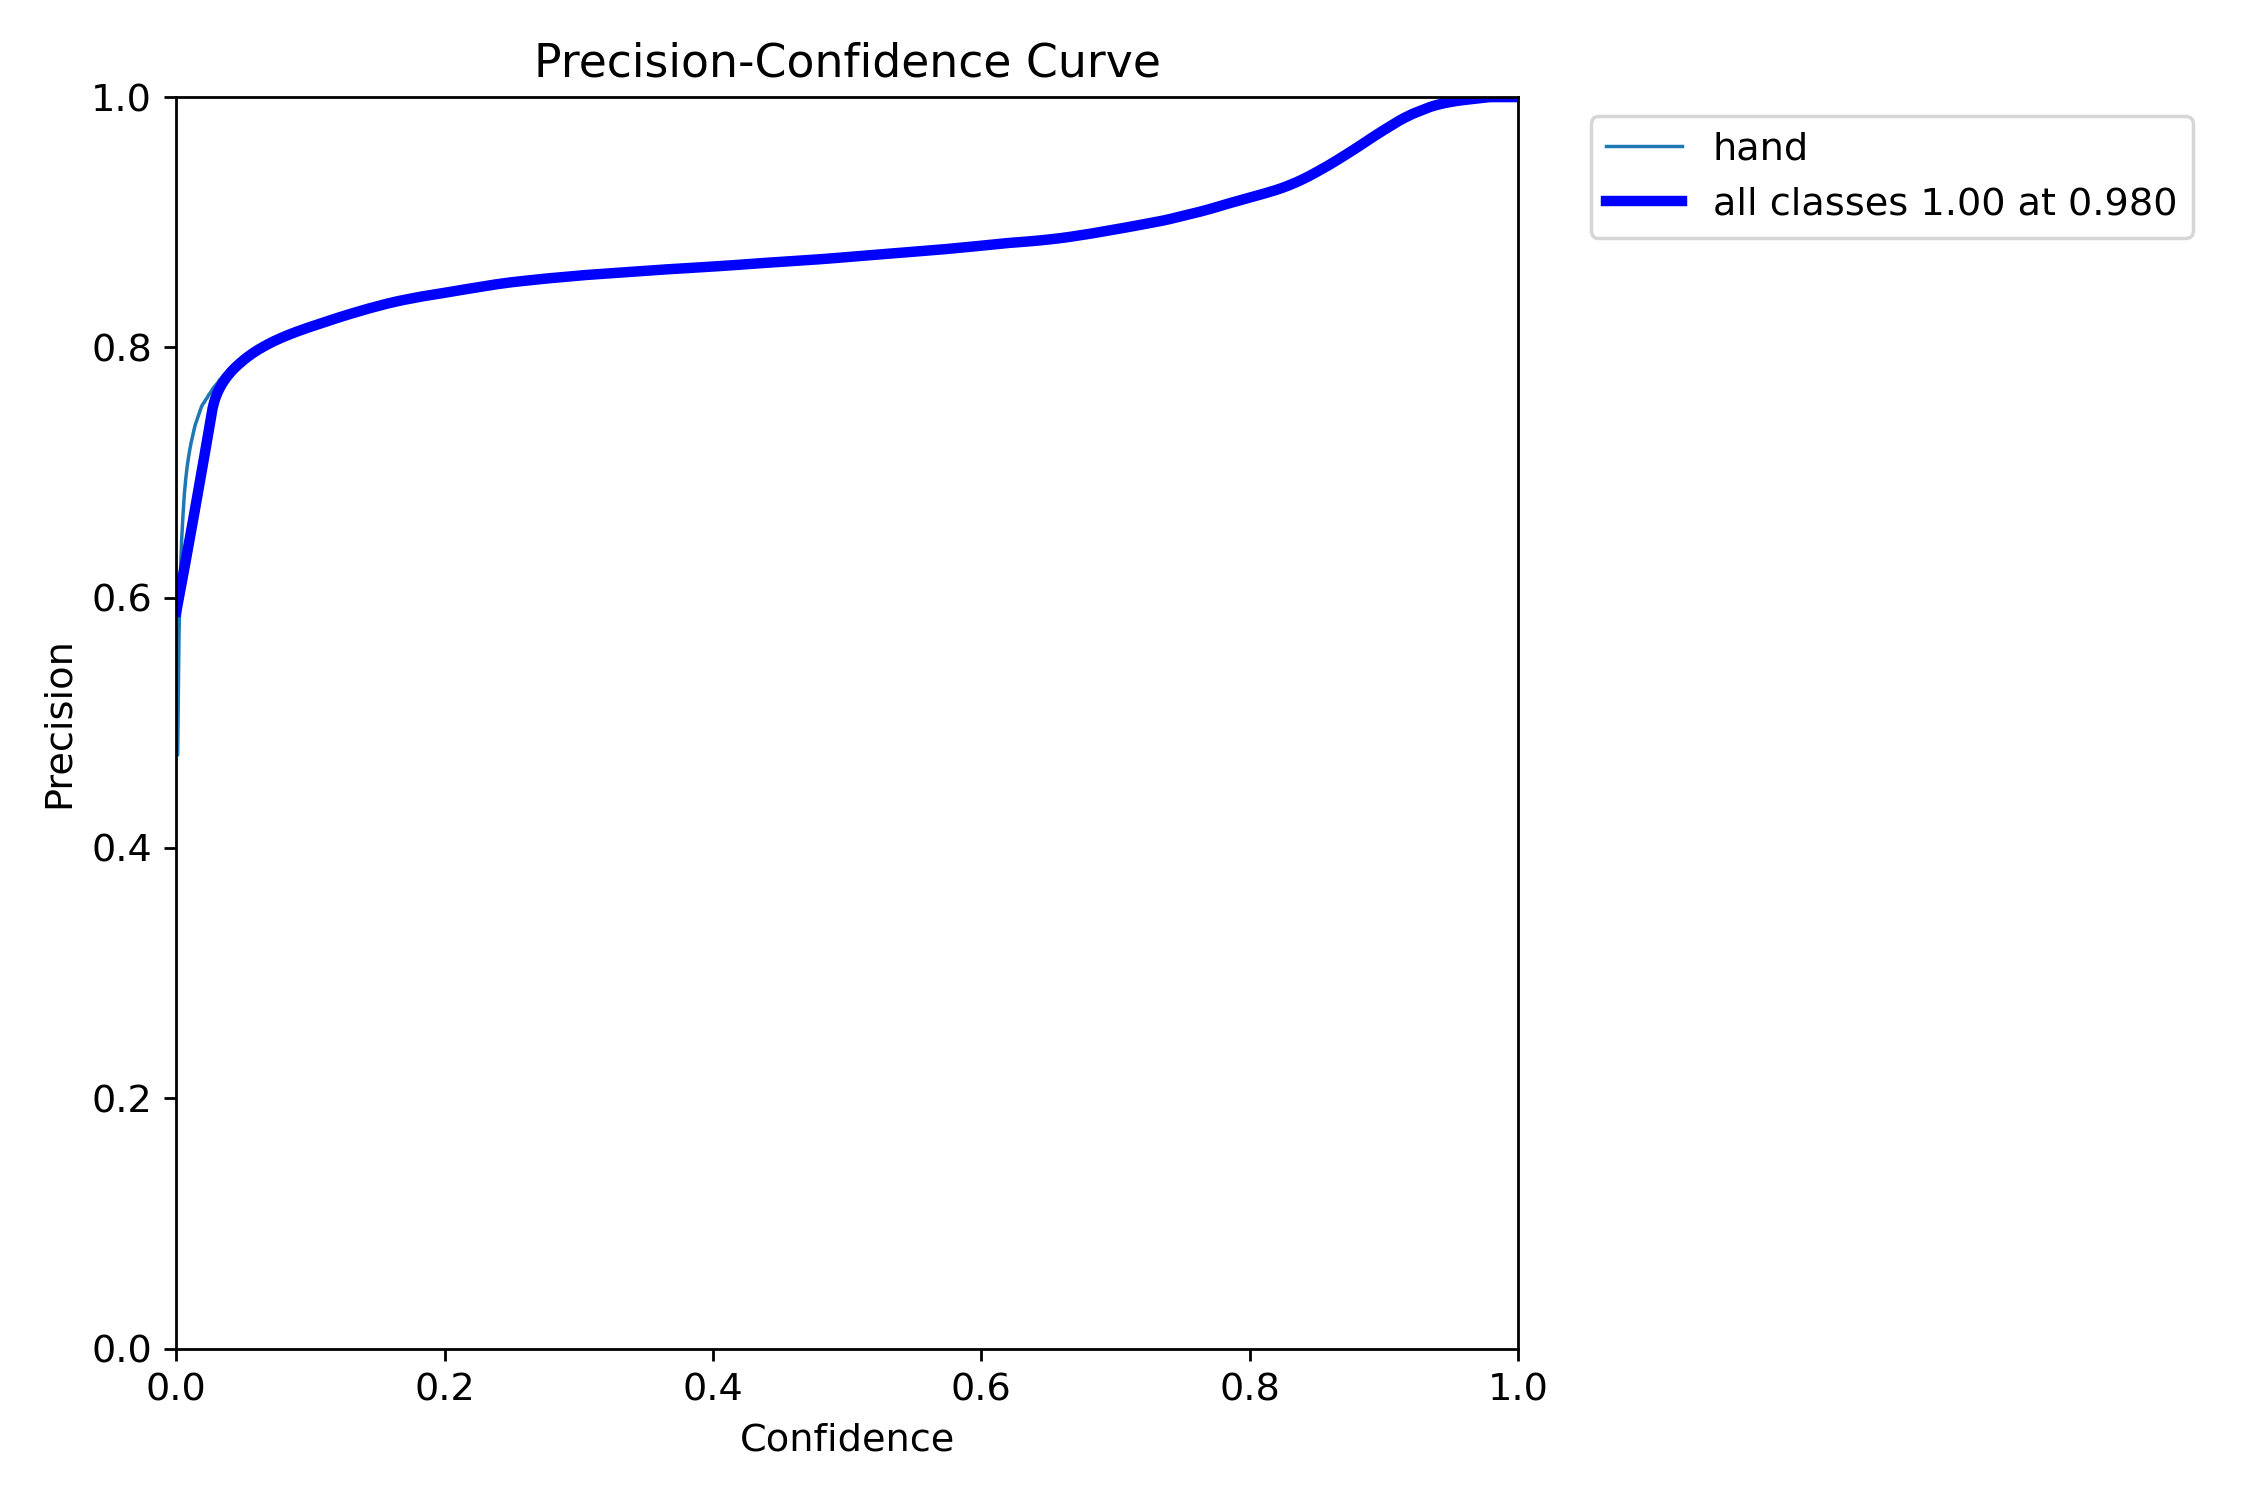 Precision-Confidence Curve
1.0
0.8
0.6
0.4
0.2
0.0
Precision
0.0 0.2 0.4 0.6 0.8 1.0
Confidence
hand
all classes 1.00 at 0.980